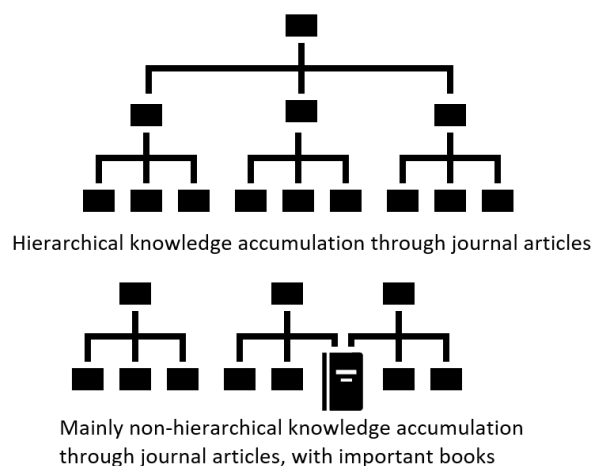 Hierarchical knowledge accumulation through journal articles
Mainly non-hierarchical knowledge accumulation
through journal articles, with important books